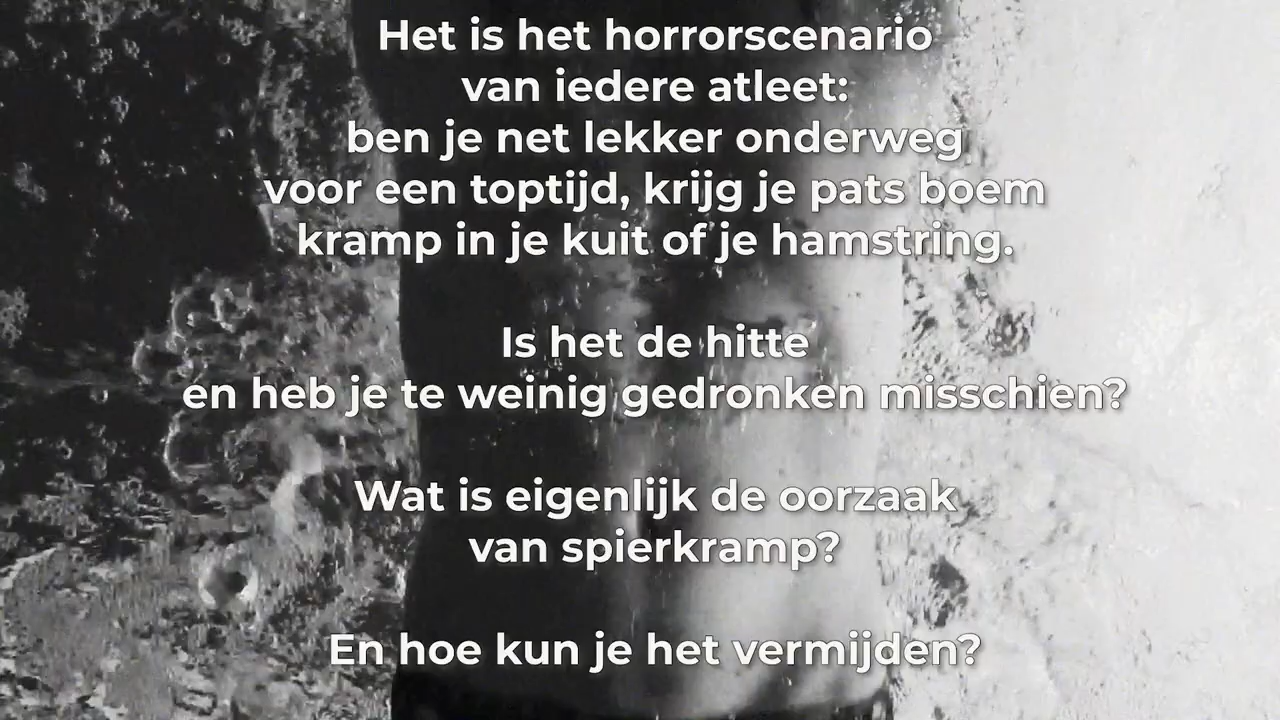 Het is het horrorscenario
van iedere atleet:
ben je net lekker onderweg
voor een toptijd, krijg je pats boem
kramp in je kuit of je hamstring.
Is het de hitte
en heb je te weinig gedronken misschien?
Wat is eigenlijk de oorzaak
van spierkramp?
En hoe kun je het vermijden?